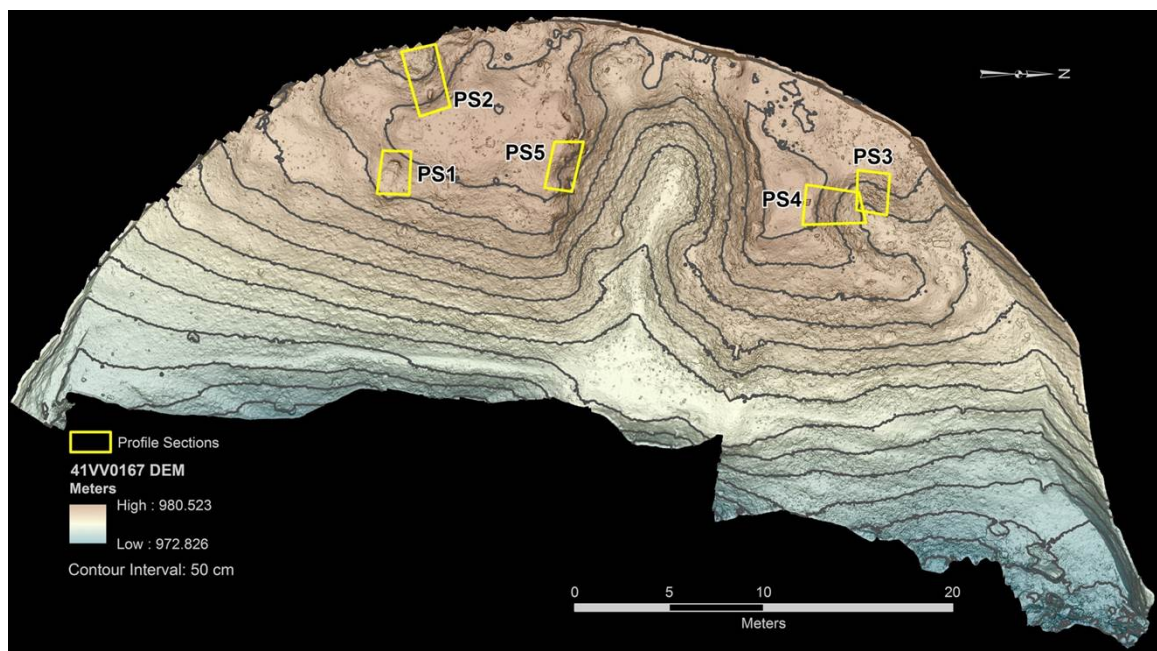 N
PS2
PS5
PS1
PS3
PS4
Profile Sections
41VV0167 DEM
Meters
High : 980.523
Low : 972.826
Contour Interval: 50 cm
0 5 10 20
Meters